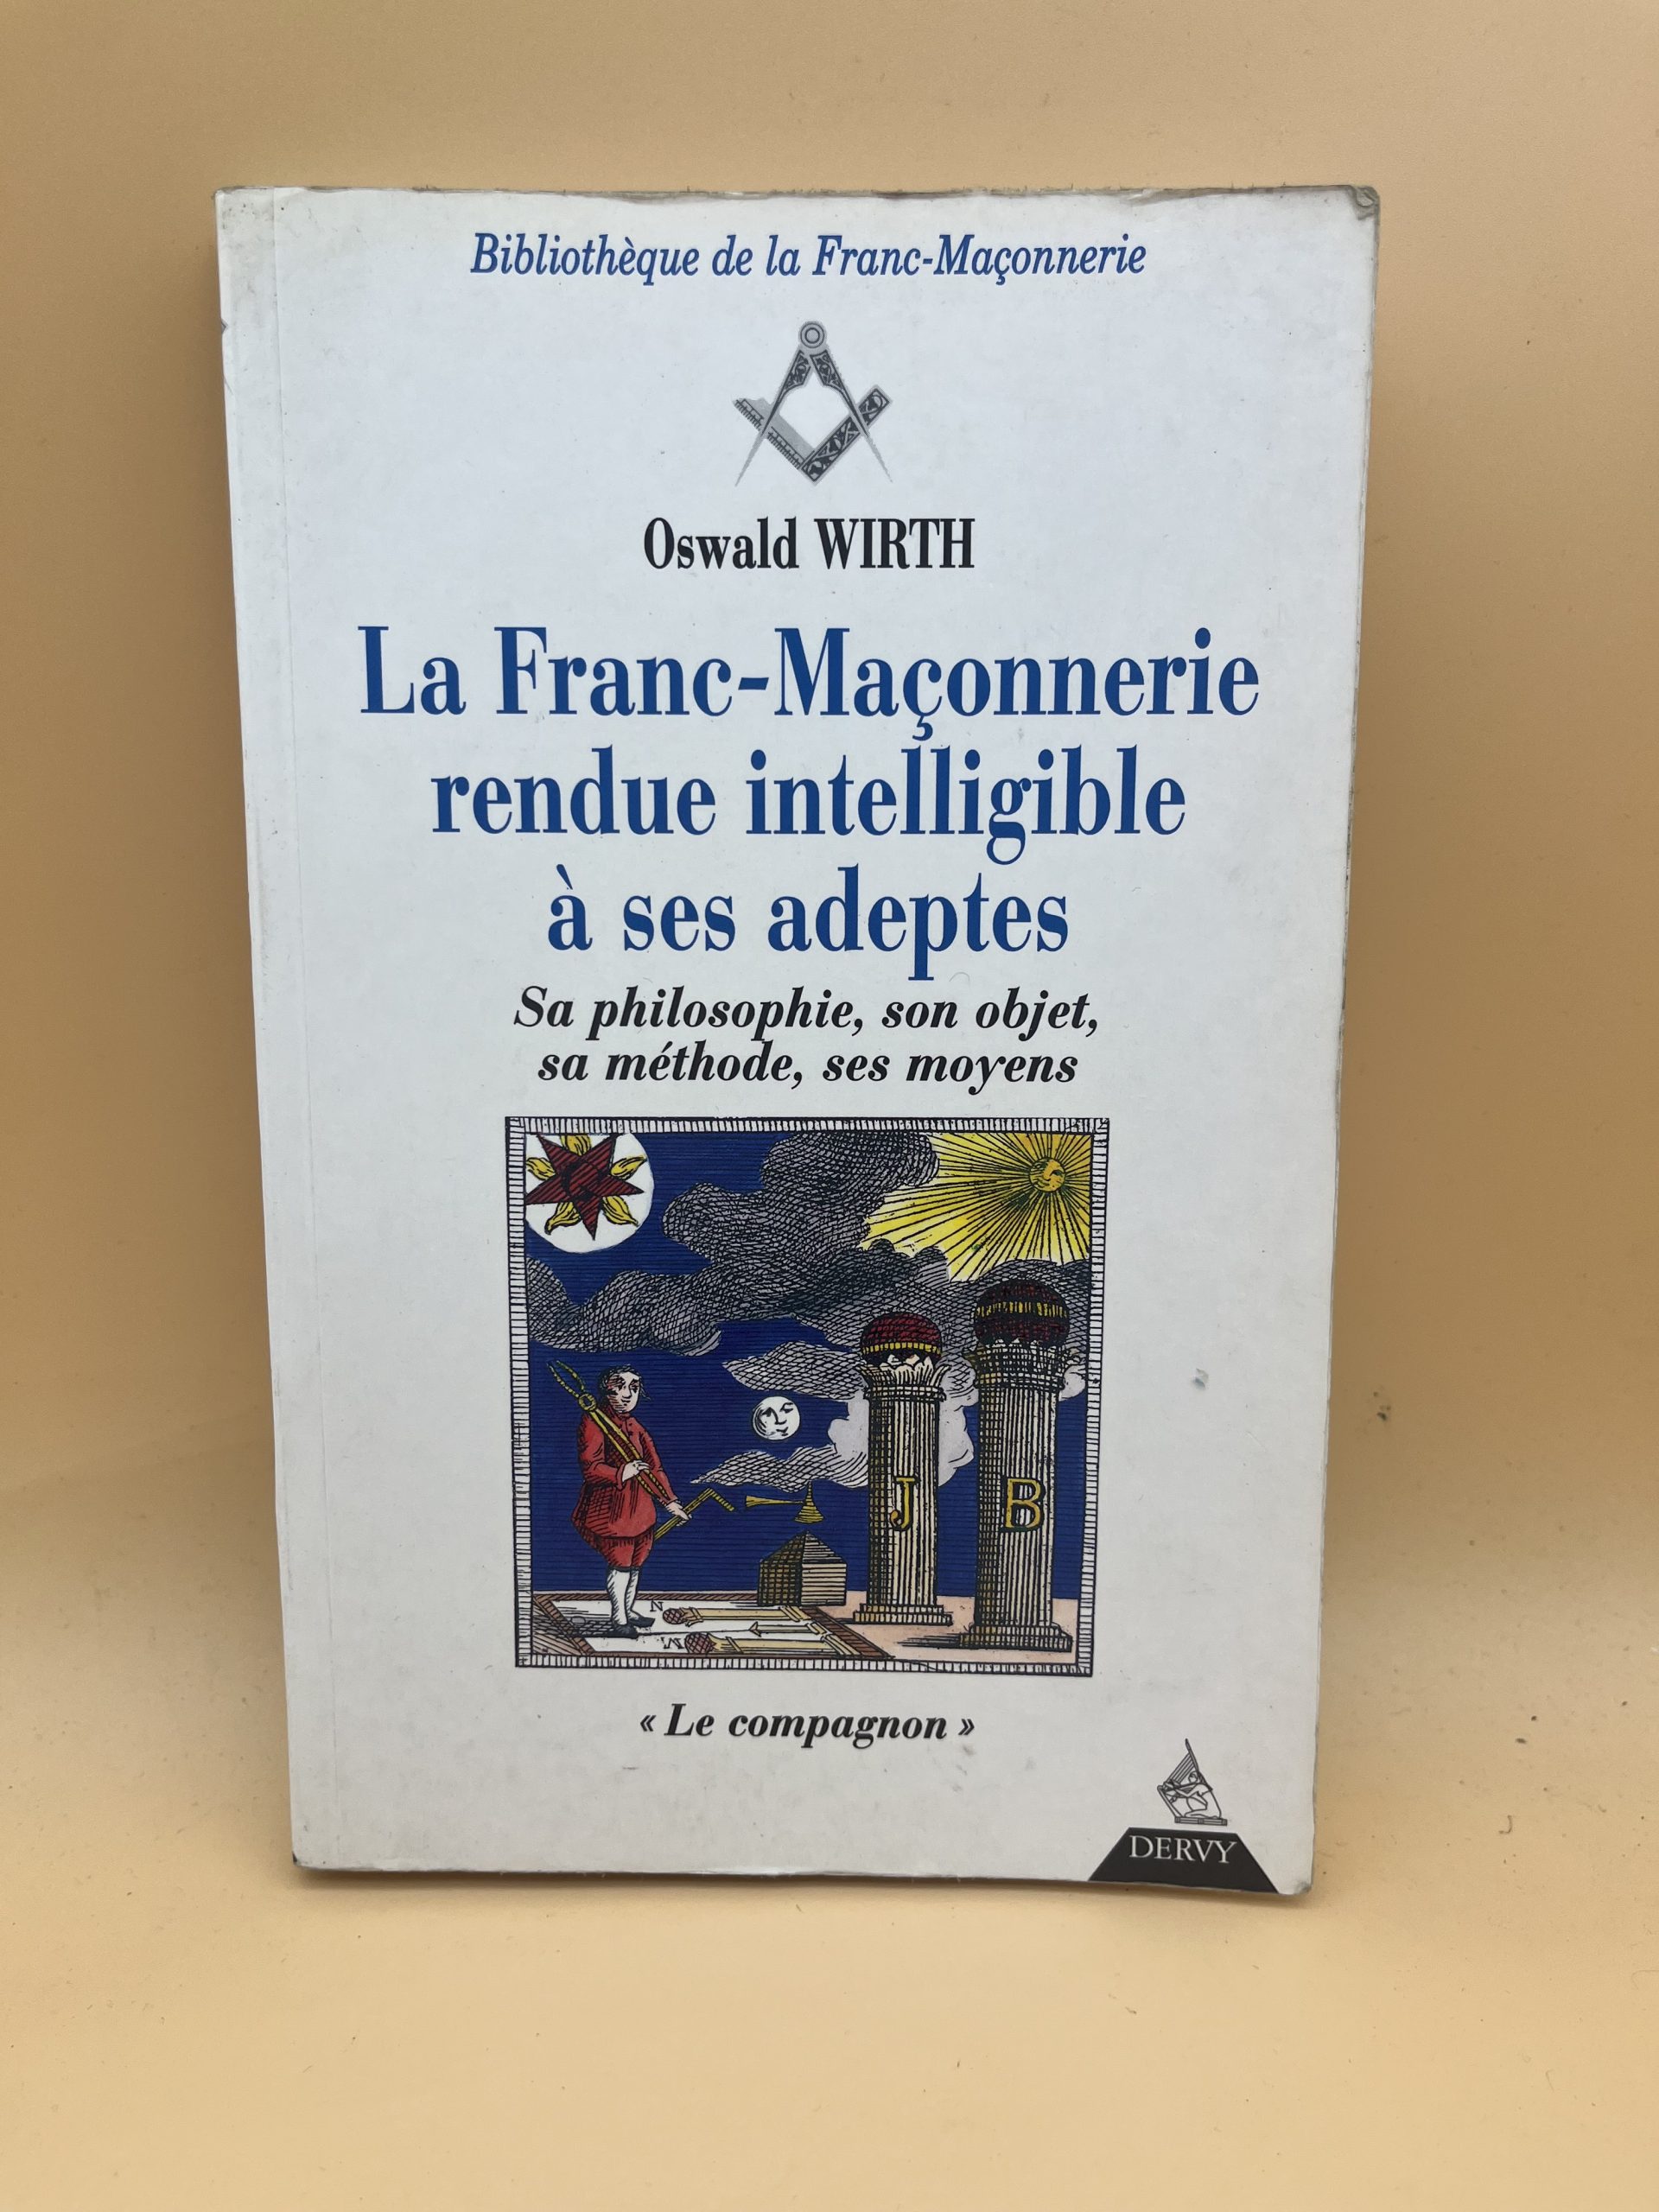 Bibliothèque de la Franc-Maçonnerie
Oswald WIRTH
La Franc-Maçonnerie
rendue intelligible
à ses adeptes
Sa philosophie, son objet,
sa méthode, ses moyens
J B
N
« Le compagnon »
DERVY